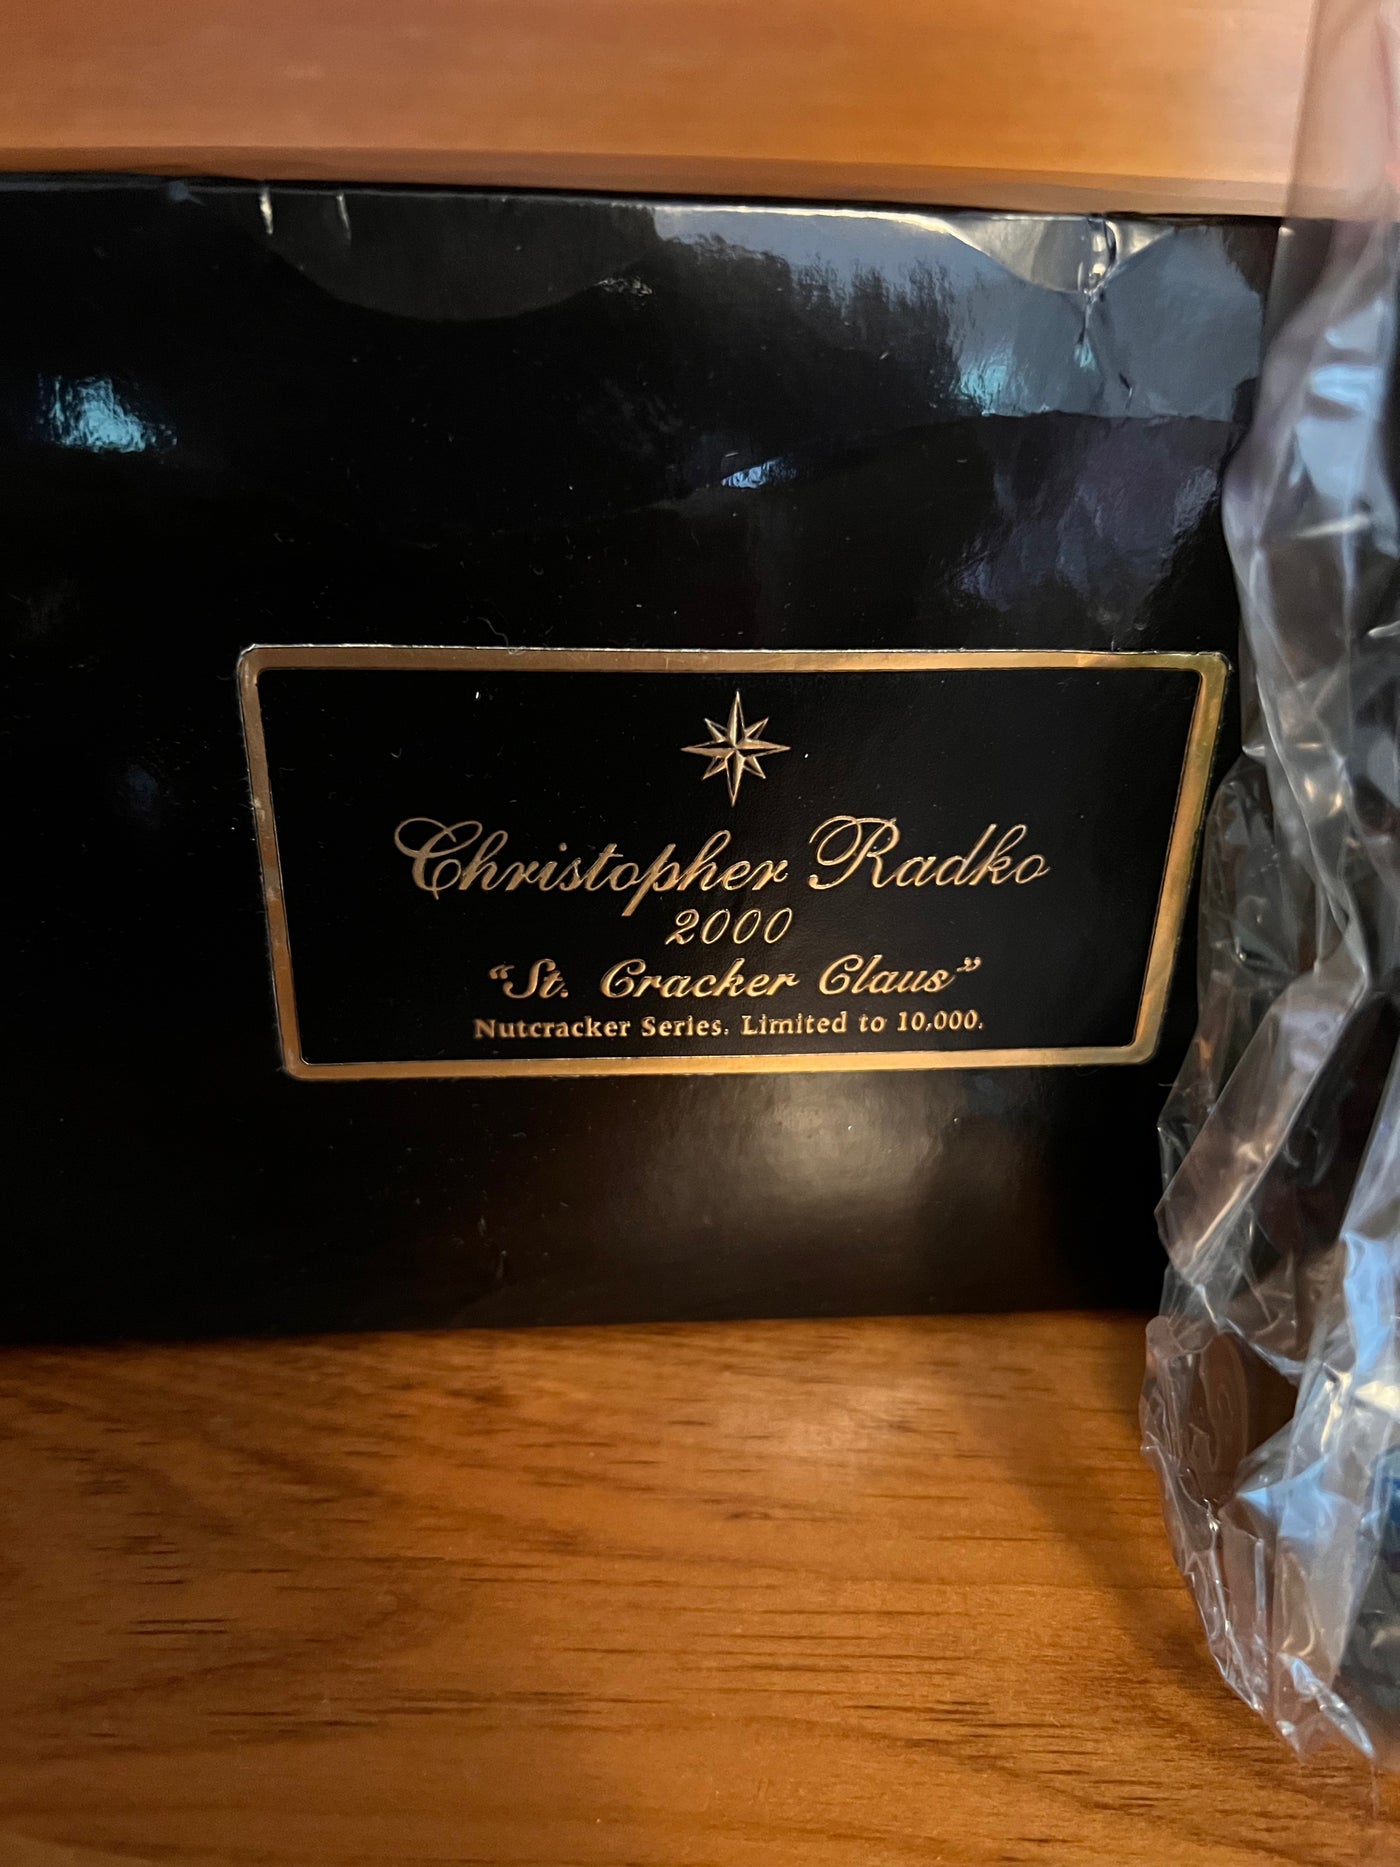 Christopher Radko
2000
“St. Cracker Claus”
Nutcracker Series. Limited to 10,000.